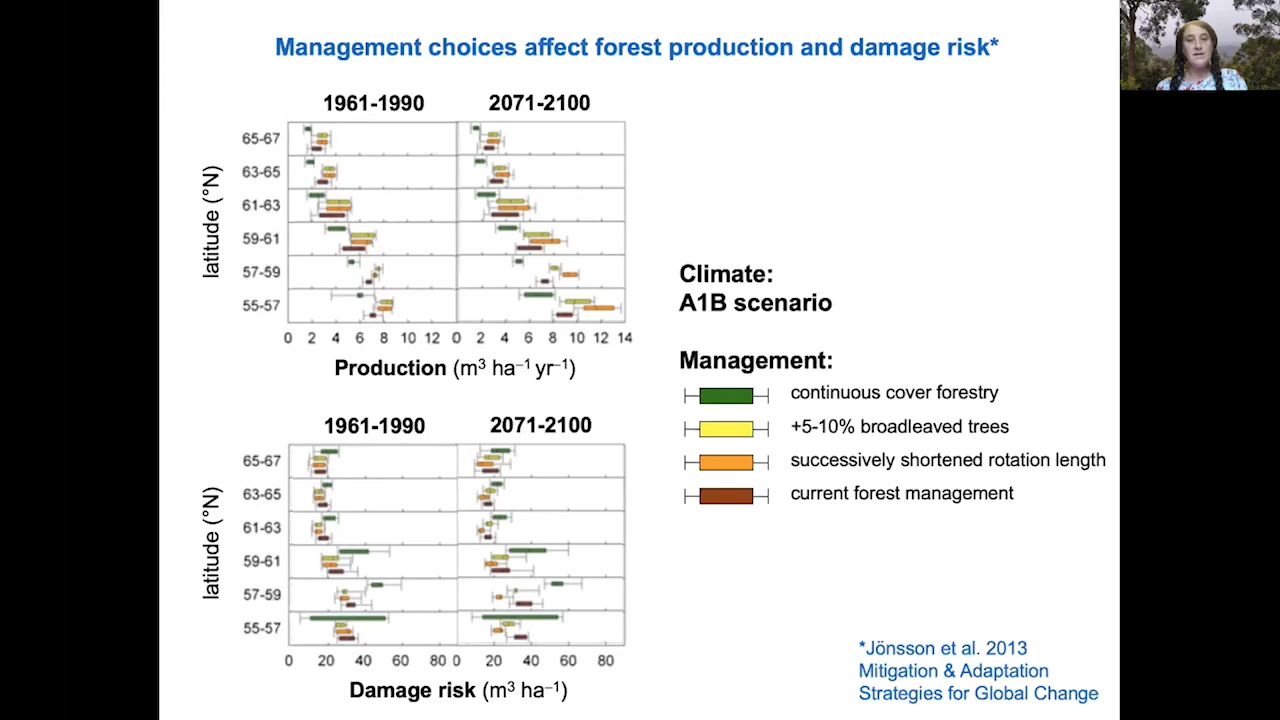 Management choices affect forest production and damage risk*
1961-1990 2071-2100
latitude (°N)
65-67
63-65
61-63
59-61
57-59
55-57
0 2 4 6 8 10 12 0 2 4 6 8 10 12 14
Production (m³ ha⁻¹ yr⁻¹)
Climate:
A1B scenario
Management:
continuous cover forestry
+5-10% broadleaved trees
successively shortened rotation length
current forest management
1961-1990 2071-2100
latitude (°N)
65-67
63-65
61-63
59-61
57-59
55-57
0 20 40 60 80 0 20 40 60 80
Damage risk (m³ ha⁻¹)
*Jönsson et al. 2013
Mitigation & Adaptation
Strategies for Global Change